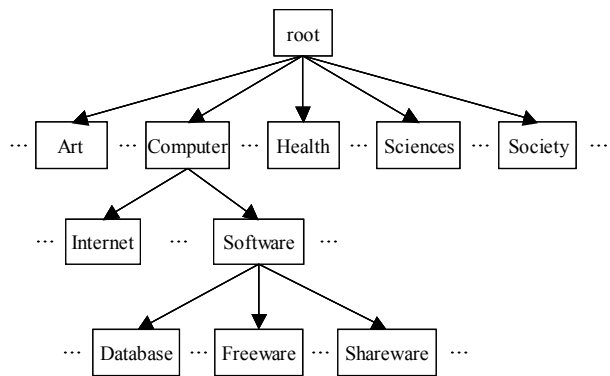 root
··· Art ··· Computer ··· Health ··· Sciences ··· Society ···
··· Internet ··· Software ···
··· Database ··· Freeware ··· Shareware ···